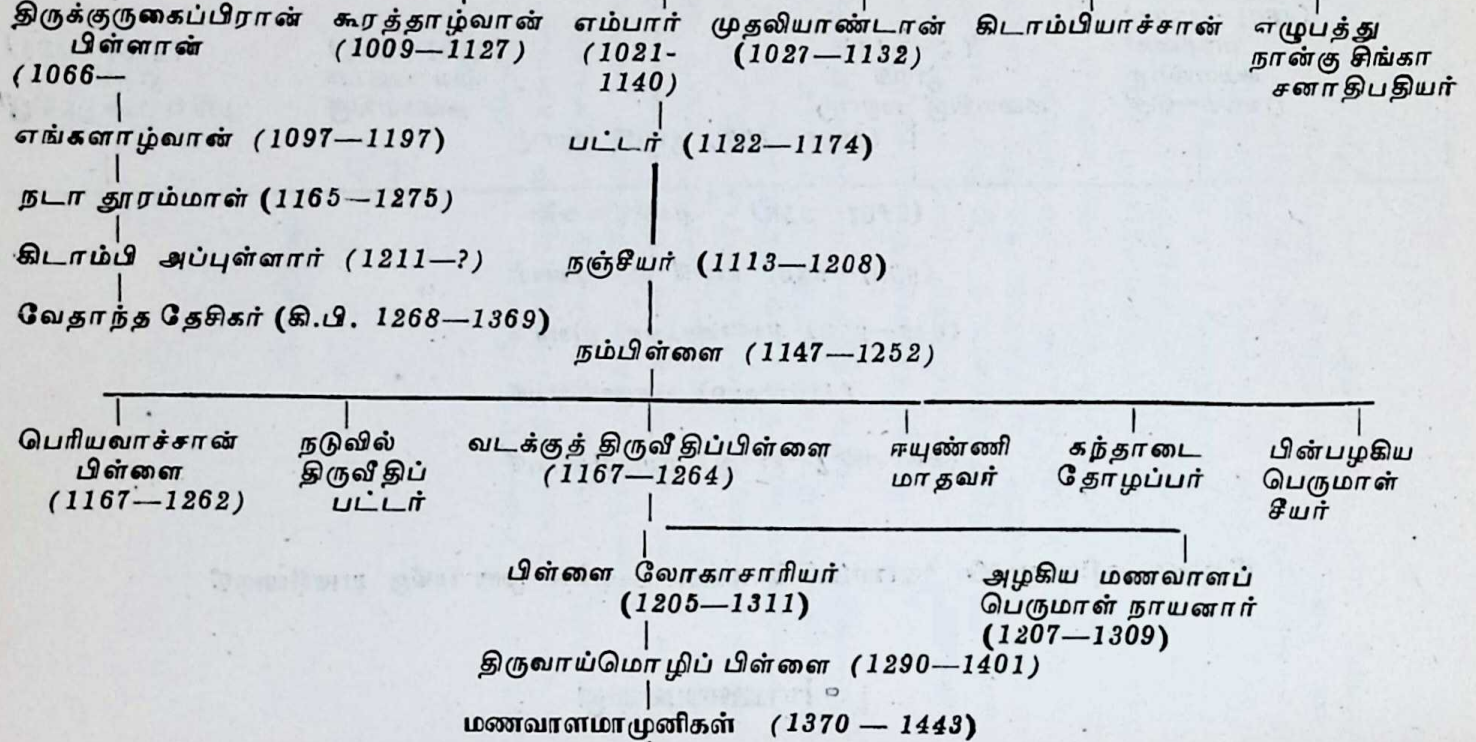 திருக்குருகைப்பிரான் கூரத்தாழ்வான் எம்பார் முதலியாண்டான் கிடாம்பியாச்சான் எழுபத்து
பிள்ளான் (1009—1127) (1021- (1027—1132) நான்கு சிங்கா
(1066— 1140) சனாதிபதியர்
எங்களாழ்வான் (1097—1197) பட்டர் (1122—1174)
நடா தூரம்மாள் (1165—1275)
கிடாம்பி அப்புள்ளார் (1211—?) நஞ்சீயர் (1113—1208)
வேதாந்த தேசிகர் (கி.பி. 1268—1369)
நம்பிள்ளை (1147—1252)
பெரியவாச்சான் நடுவில் வடக்குத் திருவீதிப்பிள்ளை ஈயுண்ணி கந்தாடை பின்பழகிய
பிள்ளை திருவீதிப் (1167—1264) மாதவர் தோழப்பர் பெருமாள்
(1167—1262) பட்டர் சீயர்
பிள்ளை லோகாசாரியர் அழகிய மணவாளப்
(1205—1311) பெருமாள் நாயனார்
(1207—1309)
திருவாய்மொழிப் பிள்ளை (1290—1401)
மணவாளமாமுனிகள் (1370 — 1443)